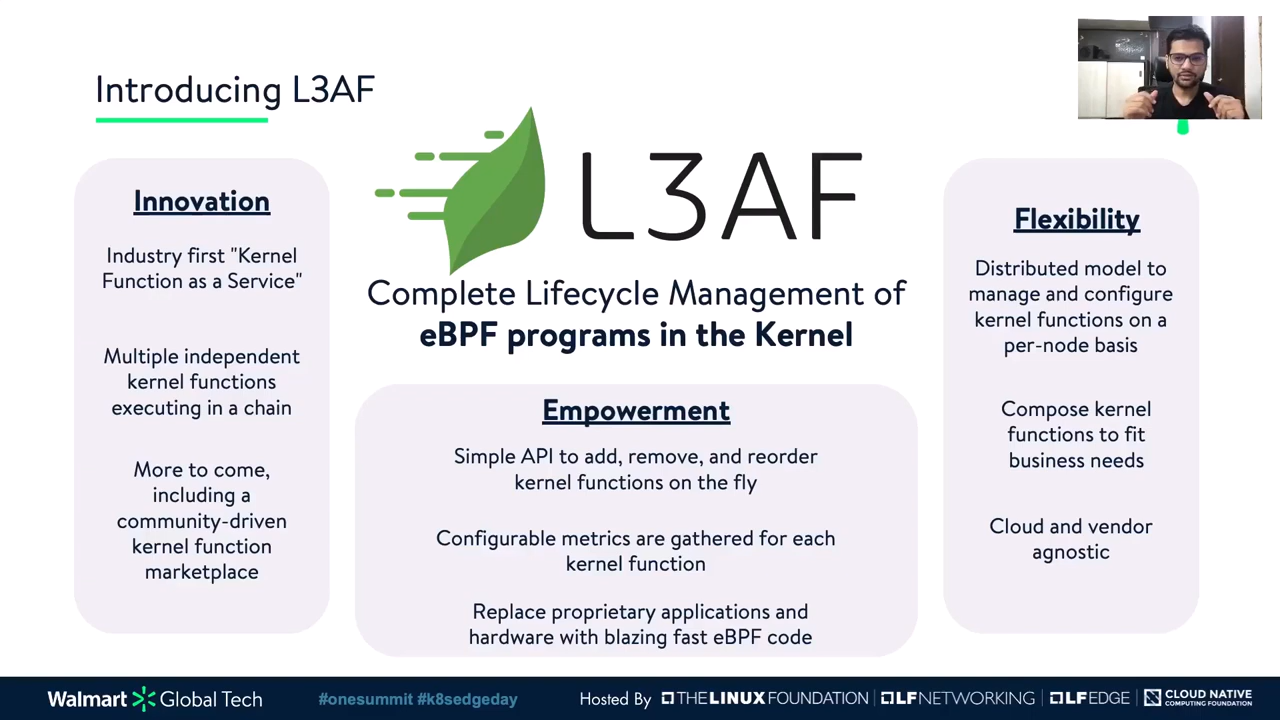 Introducing L3AF
L3AF
Complete Lifecycle Management of
eBPF programs in the Kernel
Innovation
Industry first "Kernel
Function as a Service"
Multiple independent
kernel functions
executing in a chain
More to come,
including a
community-driven
kernel function
marketplace
Empowerment
Simple API to add, remove, and reorder
kernel functions on the fly
Configurable metrics are gathered for each
kernel function
Replace proprietary applications and
hardware with blazing fast eBPF code
Flexibility
Distributed model to
manage and configure
kernel functions on a
per-node basis
Compose kernel
functions to fit
business needs
Cloud and vendor
agnostic
Walmart Global Tech
#onesummit #k8sedgeday
Hosted By THE LINUX FOUNDATION LF NETWORKING LF EDGE CLOUD NATIVE
COMPUTING FOUNDATION